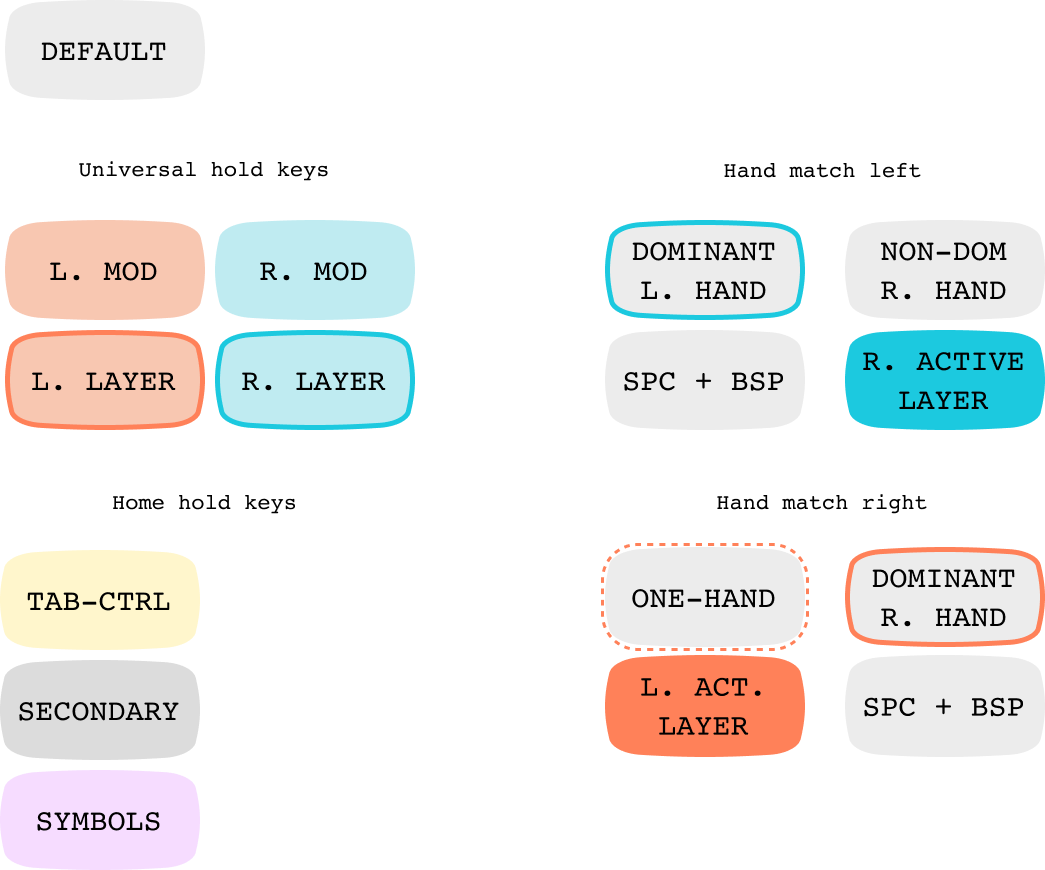 DEFAULT
Universal hold keys
L. MOD
R. MOD
L. LAYER
R. LAYER
Hand match left
DOMINANT
L. HAND
NON-DOM
R. HAND
SPC + BSP
R. ACTIVE
LAYER
Home hold keys
TAB-CTRL
SECONDARY
SYMBOLS
Hand match right
ONE-HAND
DOMINANT
R. HAND
L. ACT.
LAYER
SPC + BSP